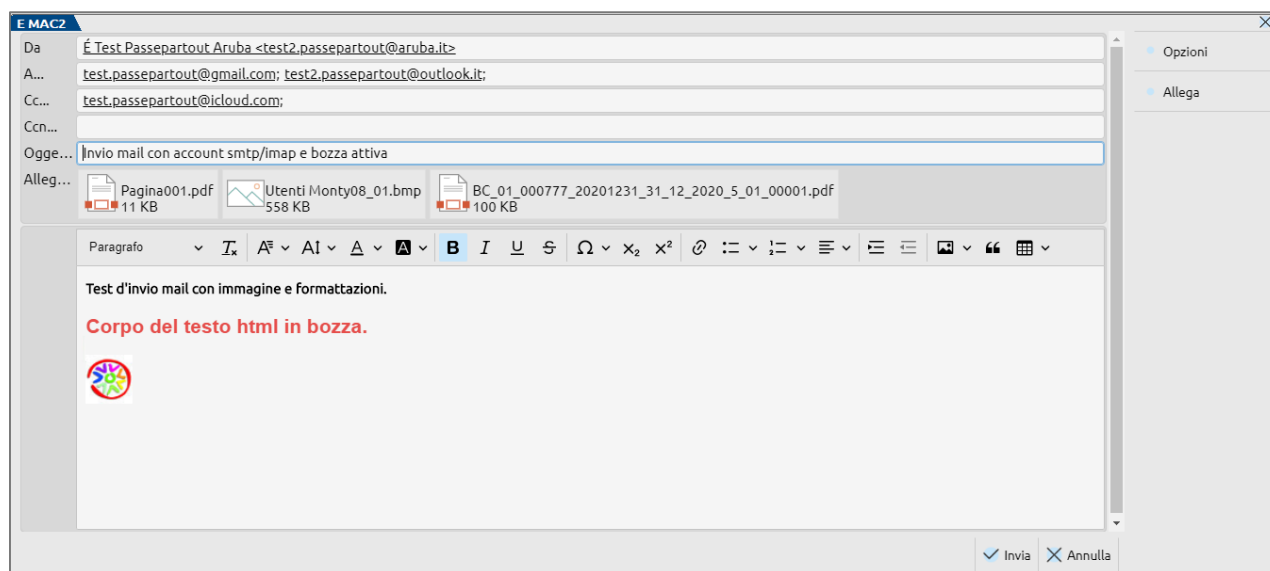 E MAC2
Da É Test Passepartout Aruba <test2.passepartout@aruba.it>
Opzioni
A... test.passepartout@gmail.com; test2.passepartout@outlook.it;
Cc... test.passepartout@icloud.com;
Allega
Ccn...
Ogge... Invio mail con account smtp/imap e bozza attiva
Alleg... Pagina001.pdf Utenti Monty08_01.bmp BC_01_000777_20201231_31_12_2020_5_01_00001.pdf
11 KB 558 KB 100 KB
Paragrafo
Test d'invio mail con immagine e formattazioni.
Corpo del testo html in bozza.
Invia Annulla